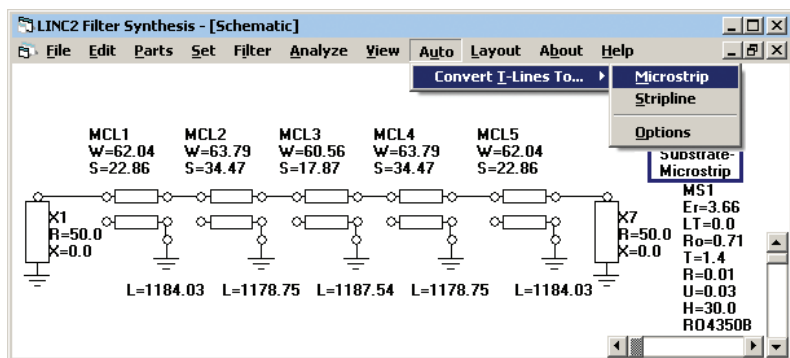 LINC2 Filter Synthesis - [Schematic]
File Edit Parts Set Filter Analyze View Auto Layout About Help
Convert T-Lines To...
Microstrip
Stripline
Options
MCL1 MCL2 MCL3 MCL4 MCL5
W=62.04 W=63.79 W=60.56 W=63.79 W=62.04
S=22.86 S=34.47 S=17.87 S=34.47 S=22.86
Substrate-
Microstrip
MS1
Er=3.66
LT=0.0
Ro=0.71
T=1.4
R=0.01
U=0.03
H=30.0
RO4350B
X1
R=50.0
X=0.0
X7
R=50.0
X=0.0
L=1184.03 L=1178.75 L=1187.54 L=1178.75 L=1184.03